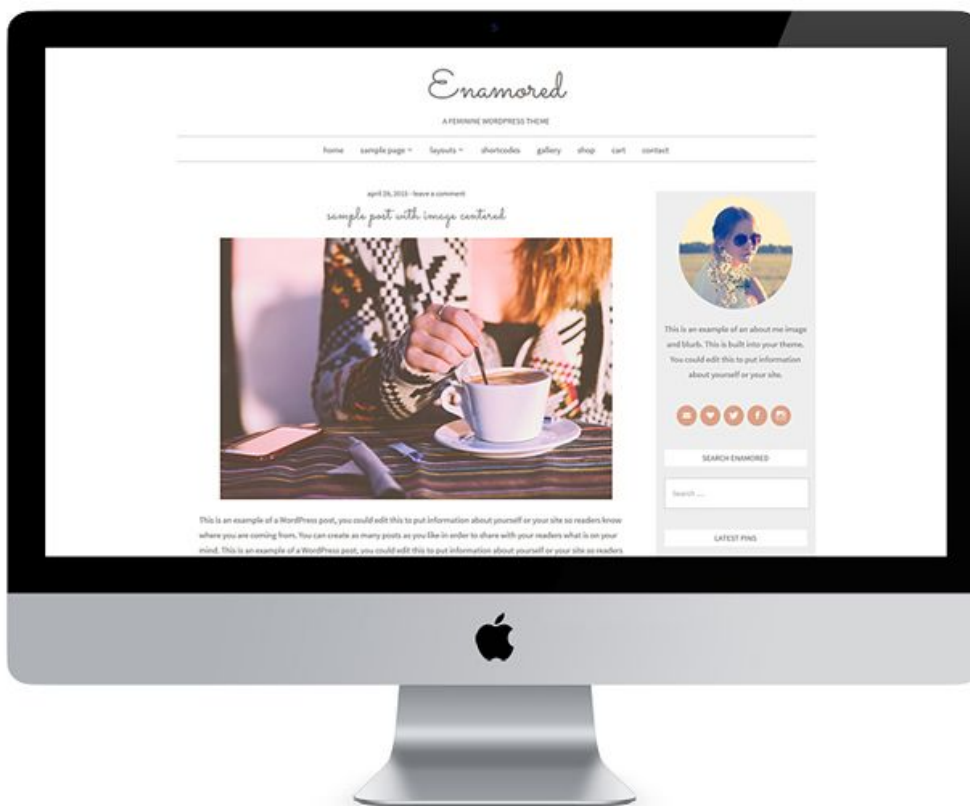 Enamored
A FEMININE WORDPRESS THEME
home sample page layouts shortcodes gallery shop cart contact
april 26, 2015 · leave a comment
sample post with image centered
This is an example of a WordPress post, you could edit this to put information about yourself or your site so readers know
where you are coming from. You can create as many posts as you like in order to share with your readers what is on your
mind. This is an example of a WordPress post, you could edit this to put information about yourself or your site so readers
This is an example of an about me image
and blurb. This is built into your theme.
You could edit this to put information
about yourself or your site.
SEARCH ENAMORED
Search ...
LATEST PINS